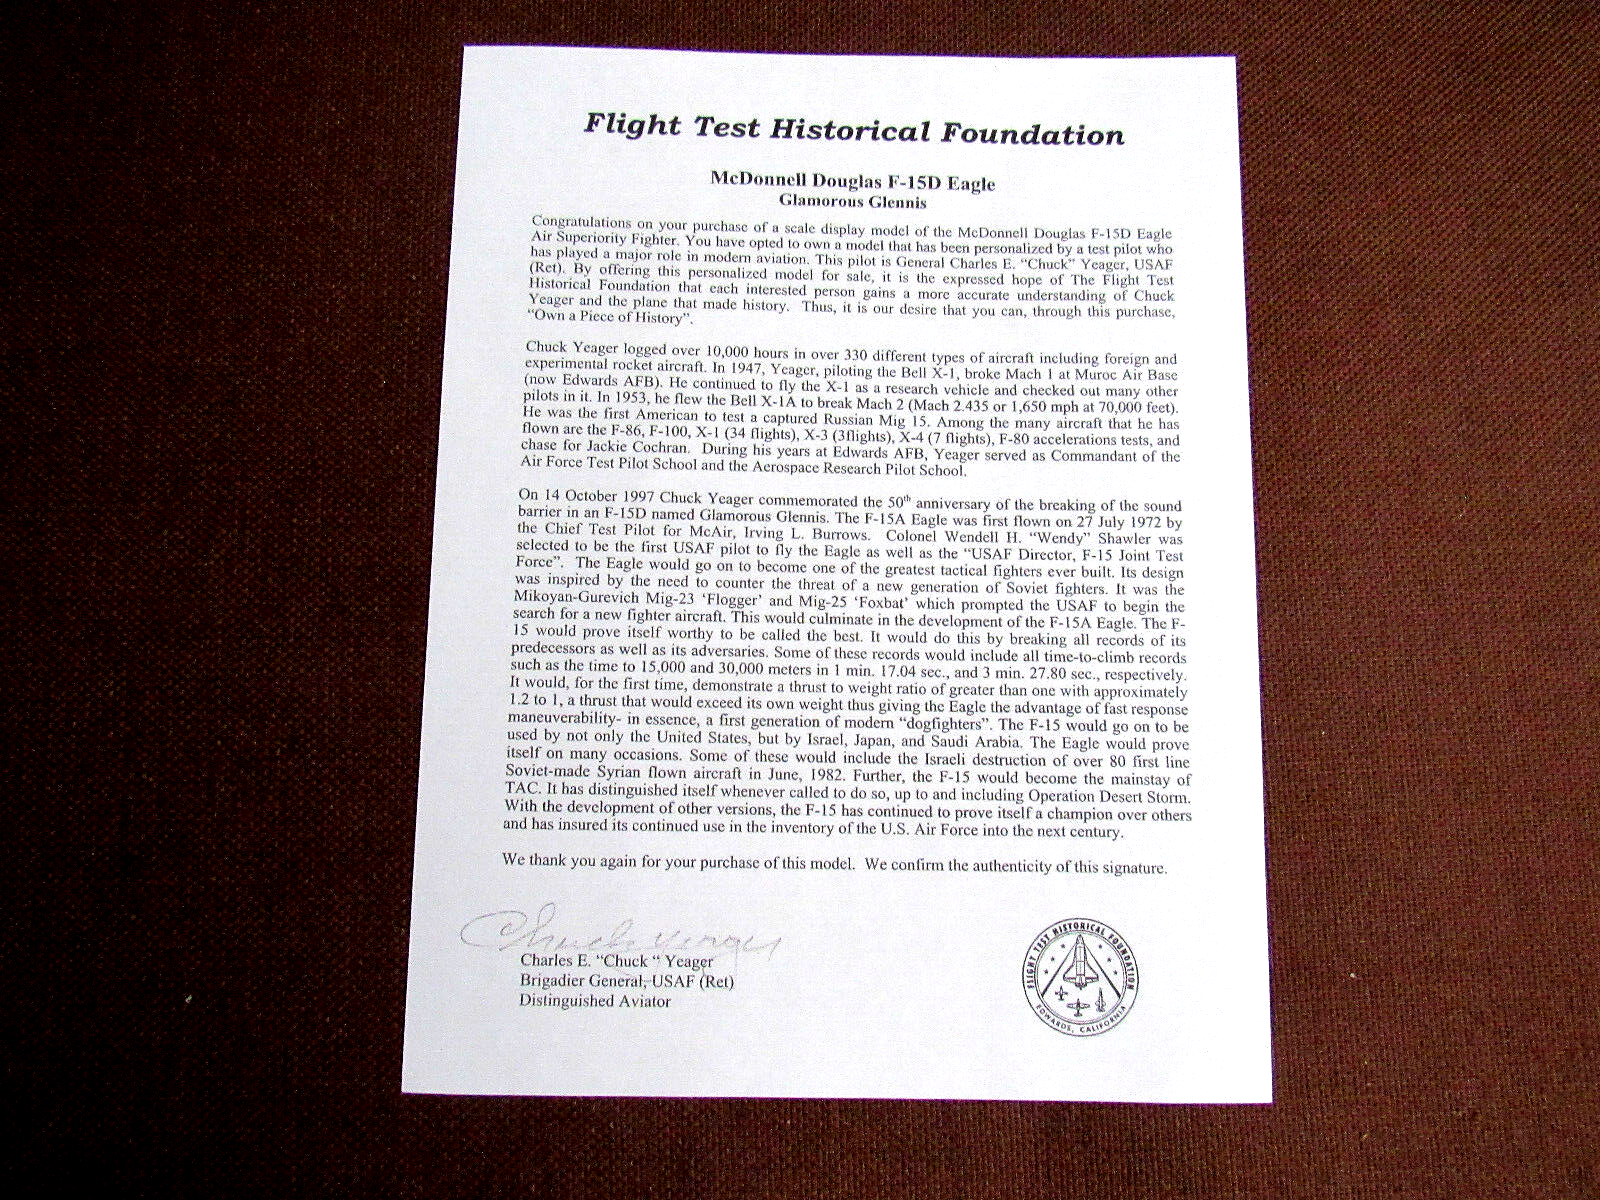 Flight Test Historical Foundation
McDonnell Douglas F-15D Eagle
Glamorous Glennis
Congratulations on your purchase of a scale display model of the McDonnell Douglas F-15D Eagle
Air Superiority Fighter. You have opted to own a model that has been personalized by a test pilot who
has played a major role in modern aviation. This pilot is General Charles E. “Chuck” Yeager, USAF
(Ret). By offering this personalized model for sale, it is the expressed hope of The Flight Test
Historical Foundation that each interested person gains a more accurate understanding of Chuck
Yeager and the plane that made history. Thus, it is our desire that you can, through this purchase,
“Own a Piece of History”.
Chuck Yeager logged over 10,000 hours in over 330 different types of aircraft including foreign and
experimental rocket aircraft. In 1947, Yeager, piloting the Bell X-1, broke Mach 1 at Muroc Air Base
(now Edwards AFB). He continued to fly the X-1 as a research vehicle and checked out many other
pilots in it. In 1953, he flew the Bell X-1A to break Mach 2 (Mach 2.435 or 1,650 mph at 70,000 feet).
He was the first American to test a captured Russian Mig 15. Among the many aircraft that he has
flown are the F-86, F-100, X-1 (34 flights), X-3 (3flights), X-4 (7 flights), F-80 accelerations tests, and
chase for Jackie Cochran. During his years at Edwards AFB, Yeager served as Commandant of the
Air Force Test Pilot School and the Aerospace Research Pilot School.
On 14 October 1997 Chuck Yeager commemorated the 50th anniversary of the breaking of the sound
barrier in an F-15D named Glamorous Glennis. The F-15A Eagle was first flown on 27 July 1972 by
the Chief Test Pilot for McAir, Irving L. Burrows. Colonel Wendell H. “Wendy” Shawler was
selected to be the first USAF pilot to fly the Eagle as well as the “USAF Director, F-15 Joint Test
Force”. The Eagle would go on to become one of the greatest tactical fighters ever built. Its design
was inspired by the need to counter the threat of a new generation of Soviet fighters. It was the
Mikoyan-Gurevich Mig-23 ‘Flogger’ and Mig-25 ‘Foxbat’ which prompted the USAF to begin the
search for a new fighter aircraft. This would culminate in the development of the F-15A Eagle. The F-
15 would prove itself worthy to be called the best. It would do this by breaking all records of its
predecessors as well as its adversaries. Some of these records would include all time-to-climb records
such as the time to 15,000 and 30,000 meters in 1 min. 17.04 sec., and 3 min. 27.80 sec., respectively.
It would, for the first time, demonstrate a thrust to weight ratio of greater than one with approximately
1.2 to 1, a thrust that would exceed its own weight thus giving the Eagle the advantage of fast response
maneuverability- in essence, a first generation of modern “dogfighters”. The F-15 would go on to be
used by not only the United States, but by Israel, Japan, and Saudi Arabia. The Eagle would prove
itself on many occasions. Some of these would include the Israeli destruction of over 80 first line
Soviet-made Syrian flown aircraft in June, 1982. Further, the F-15 would become the mainstay of
TAC. It has distinguished itself whenever called to do so, up to and including Operation Desert Storm.
With the development of other versions, the F-15 has continued to prove itself a champion over others
and has insured its continued use in the inventory of the U.S. Air Force into the next century.
We thank you again for your purchase of this model. We confirm the authenticity of this signature.
Chuck Yeager
Charles E. “Chuck “ Yeager
Brigadier General, USAF (Ret)
Distinguished Aviator
FLIGHT TEST HISTORICAL FOUNDATION
EDWARDS, CALIFORNIA